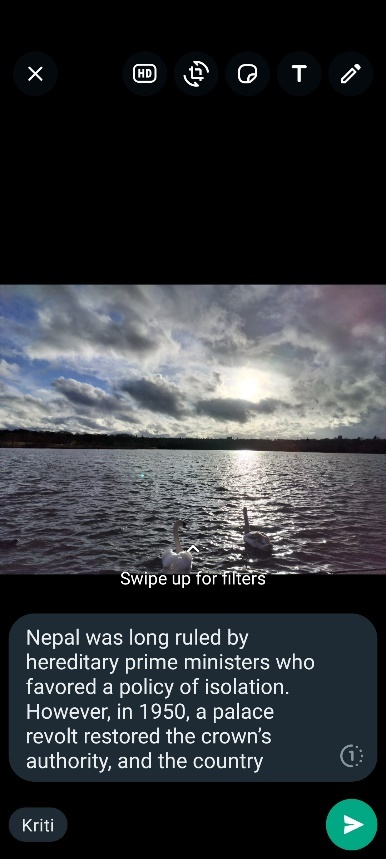 HD
T
Swipe up for filters
Nepal was long ruled by
hereditary prime ministers who
favored a policy of isolation.
However, in 1950, a palace
revolt restored the crown's
authority, and the country
1
Kriti